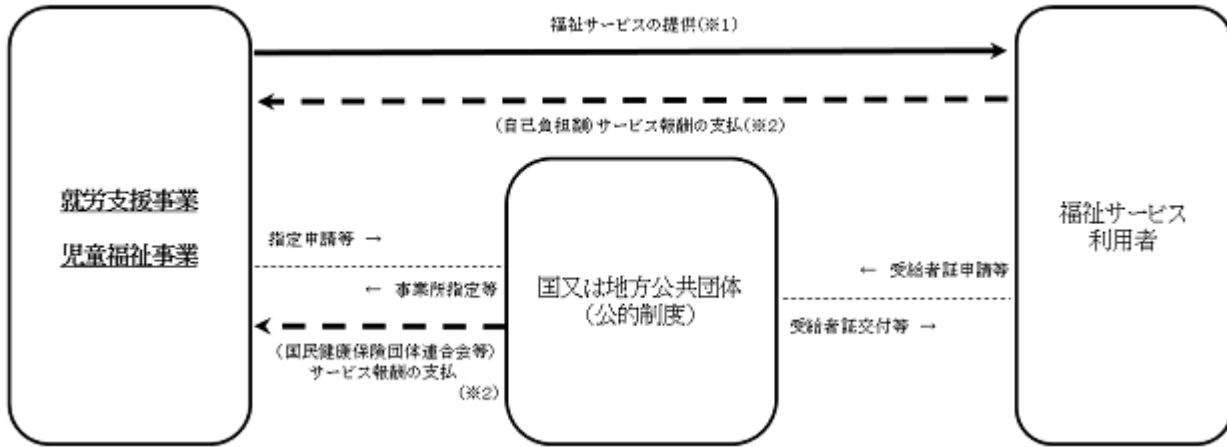 福祉サービスの提供(※1)
(自己負担額)サービス報酬の支払(※2)
就労支援事業
児童福祉事業
指定申請等 →
← 事業所指定等
(国民健康保険団体連合会等)
サービス報酬の支払
(※2)
国又は地方公共団体
(公的制度)
← 受給者証申請等
受給者証交付等 →
福祉サービス
利用者